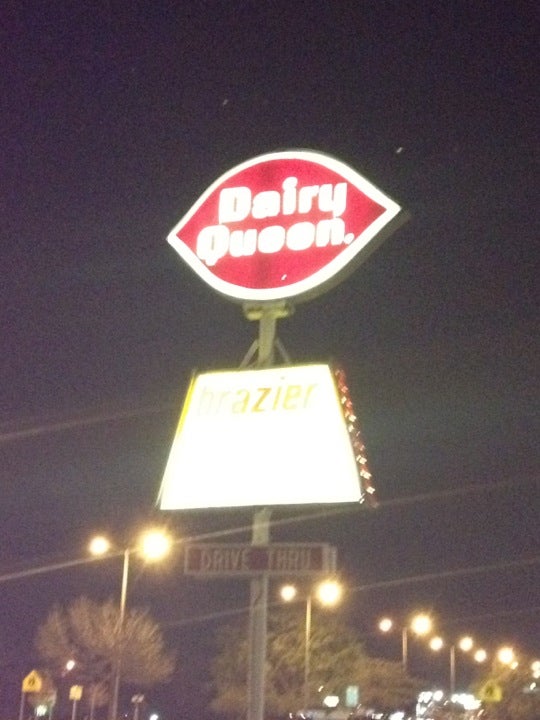 Dairy
Queen.
brazier
DRIVE THRU